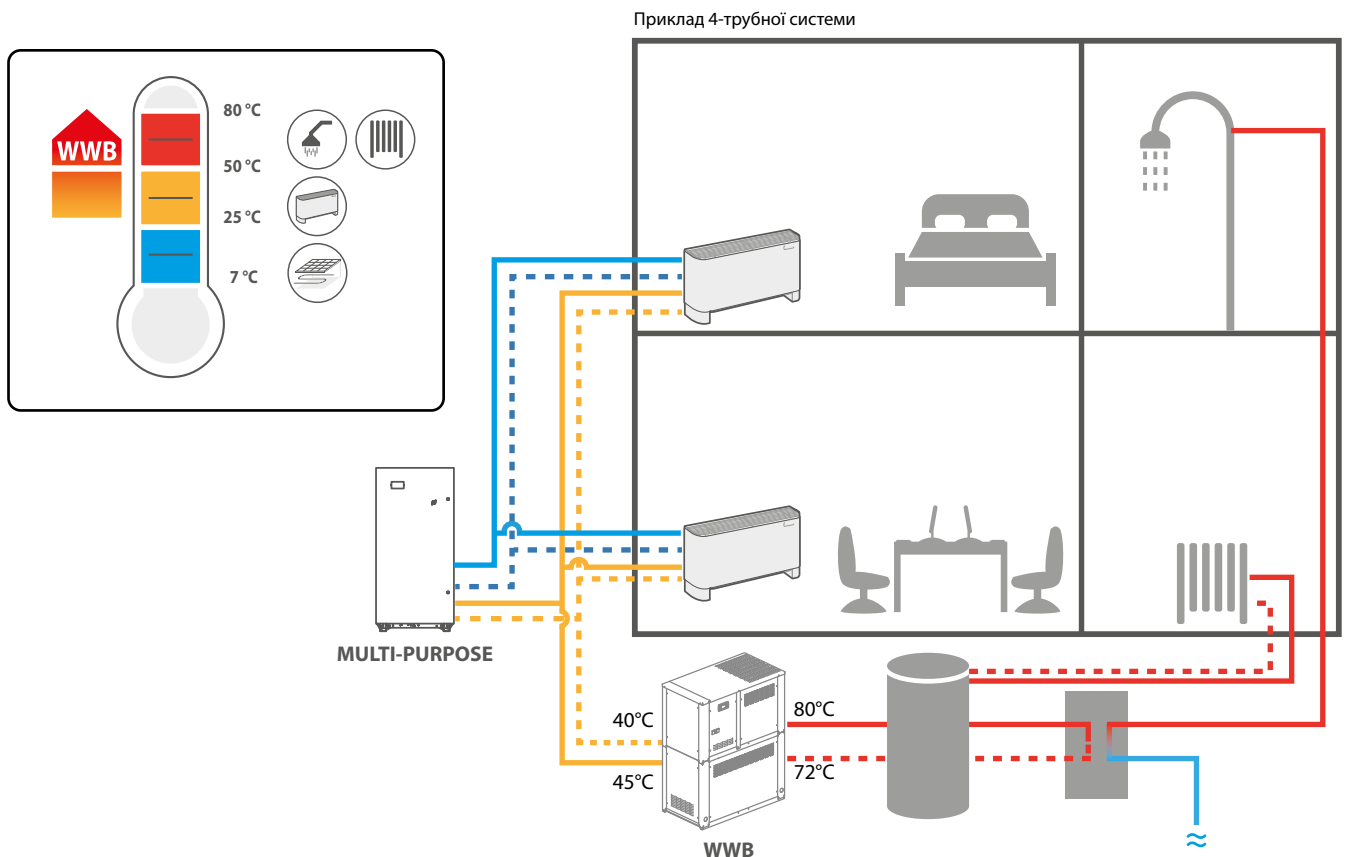 Приклад 4-трубної системи
80 °C
WWB
50 °C
25 °C
7 °C
MULTI-PURPOSE
40°C
80°C
45°C
72°C
WWB